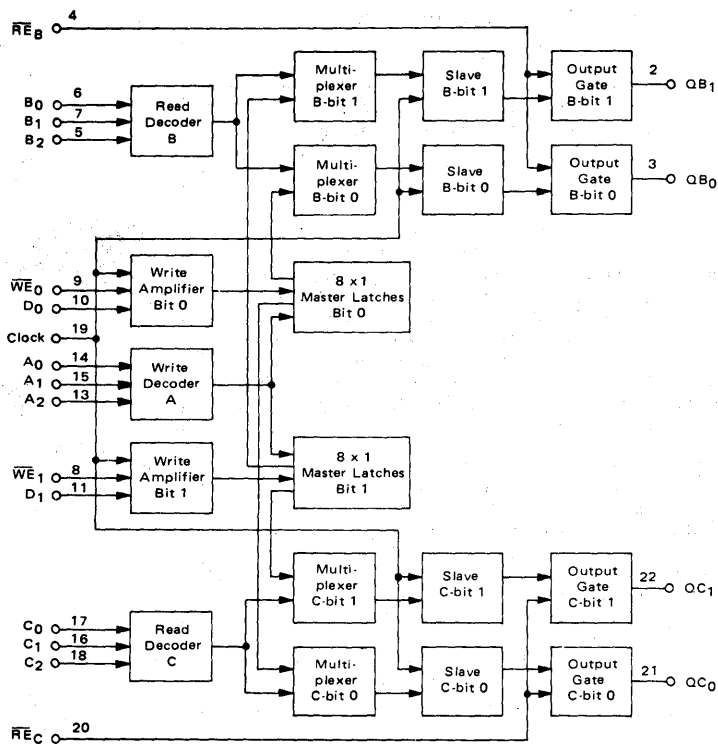 4
R̅E̅B
Multi-
plexer
B-bit 1
Slave
B-bit 1
Output
Gate
B-bit 1
2
QB1
6
B0
7
B1
5
B2
Read
Decoder
B
Multi-
plexer
B-bit 0
Slave
B-bit 0
Output
Gate
B-bit 0
3
QB0
9
W̅E̅0
10
D0
Write
Amplifier
Bit 0
8 x 1
Master Latches
Bit 0
19
Clock
14
A0
15
A1
13
A2
Write
Decoder
A
8
W̅E̅1
11
D1
Write
Amplifier
Bit 1
8 x 1
Master Latches
Bit 1
Multi-
plexer
C-bit 1
Slave
C-bit 1
Output
Gate
C-bit 1
22
QC1
17
C0
16
C1
18
C2
Read
Decoder
C
Multi-
plexer
C-bit 0
Slave
C-bit 0
Output
Gate
C-bit 0
21
QC0
20
R̅E̅C